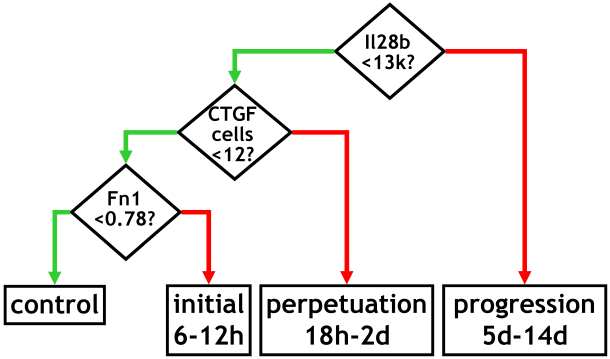 Il28b
<13k?
CTGF
cells
<12?
Fn1
<0.78?
control
initial
6-12h
perpetuation
18h-2d
progression
5d-14d